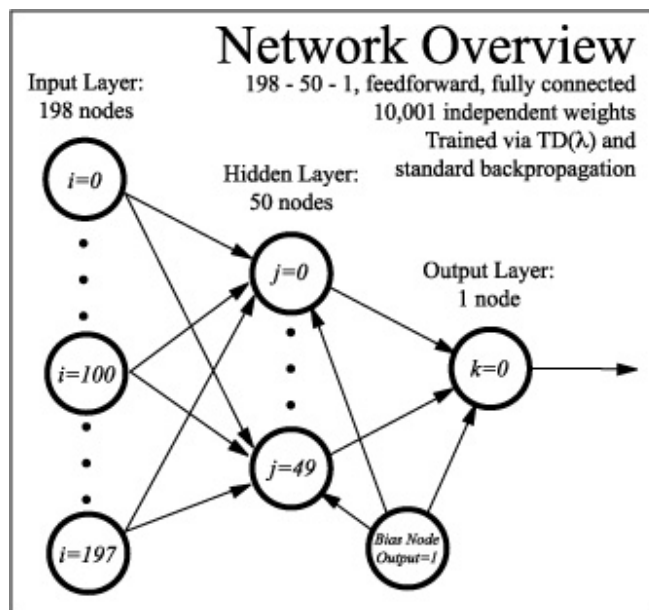 Network Overview
198 - 50 - 1, feedforward, fully connected
10,001 independent weights
Trained via TD(λ) and
standard backpropagation
Input Layer:
198 nodes
i=0
i=100
i=197
Hidden Layer:
50 nodes
j=0
j=49
Output Layer:
1 node
k=0
Bias Node
Output=1